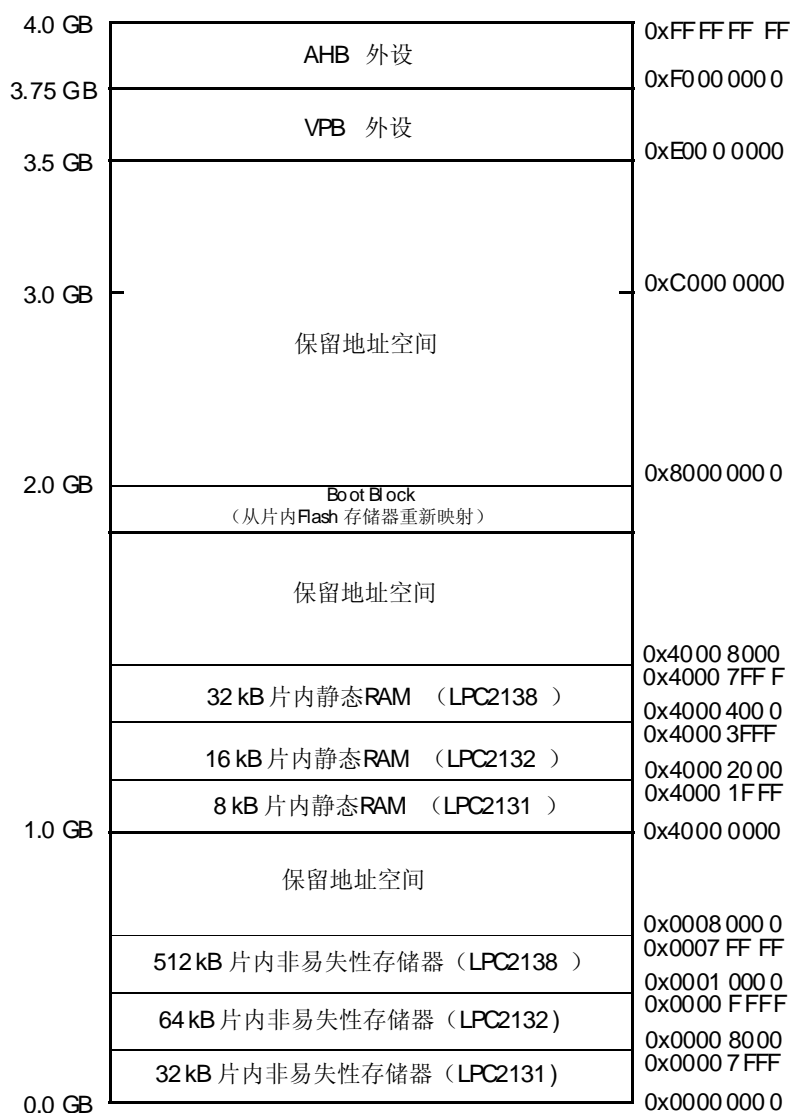 4.0 GB
0xFFFF FFFF
AHB 外设
3.75 GB
0xF000 0000
VPB 外设
3.5 GB
0xE000 0000
3.0 GB
0xC000 0000
保留地址空间
2.0 GB
0x8000 0000
Boot Block
（从片内Flash 存储器重新映射）
保留地址空间
0x4000 8000
0x4000 7FFF
32 kB 片内静态RAM （LPC2138 ）
0x4000 4000
0x4000 3FFF
16 kB 片内静态RAM （LPC2132 ）
0x4000 2000
0x4000 1FFF
8 kB 片内静态RAM （LPC2131 ）
1.0 GB
0x4000 0000
保留地址空间
0x0008 0000
0x0007 FFFF
512 kB 片内非易失性存储器（LPC2138 ）
0x0001 0000
0x0000 FFFF
64 kB 片内非易失性存储器（LPC2132)
0x0000 8000
0x0000 7FFF
32 kB 片内非易失性存储器（LPC2131)
0.0 GB
0x0000 0000